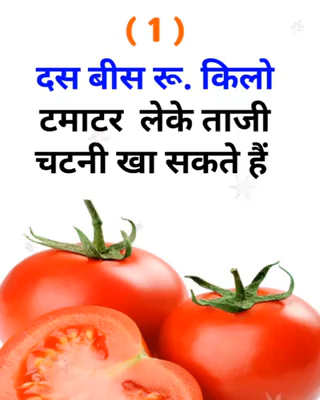 ( 1 )
दस बीस रू. किलो
टमाटर लेके ताजी
चटनी खा सकते हैं